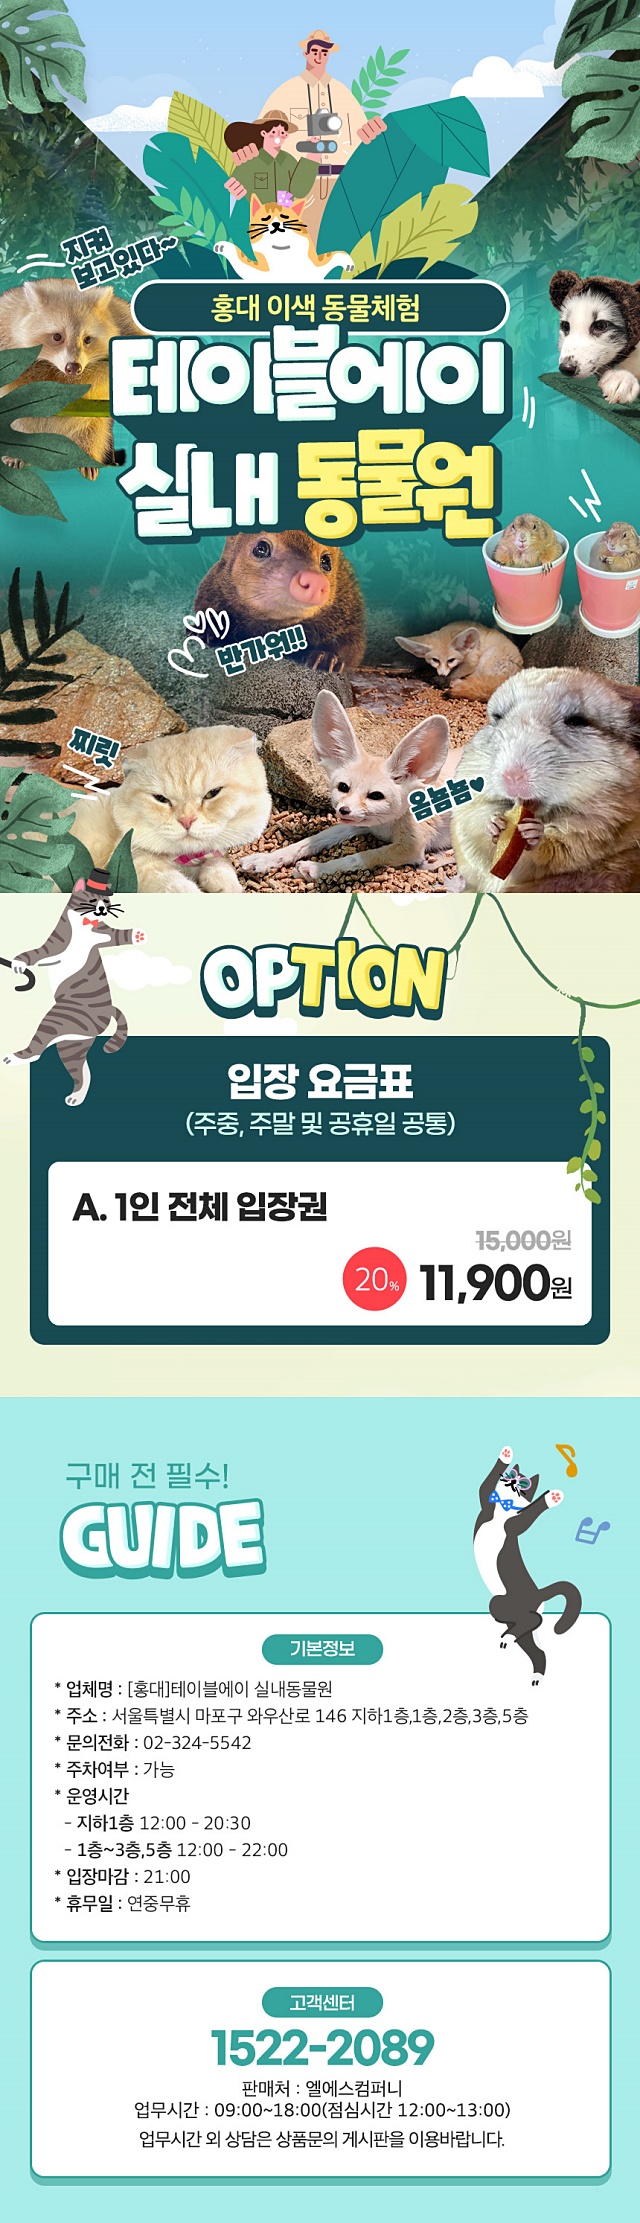 지켜
보고있다~
홍대 이색 동물체험
테이블에이
실내 동물원
반가워!!
찌릿
옴뇸뇸♥
OPTION
입장 요금표
(주중, 주말 및 공휴일 공통)
A. 1인 전체 입장권
15,000원
20% 11,900원
구매 전 필수!
GUIDE
기본정보
* 업체명 : [홍대]테이블에이 실내동물원
* 주소 : 서울특별시 마포구 와우산로 146 지하1층,1층,2층,3층,5층
* 문의전화 : 02-324-5542
* 주차여부 : 가능
* 운영시간
- 지하1층 12:00 - 20:30
- 1층~3층,5층 12:00 - 22:00
* 입장마감 : 21:00
* 휴무일 : 연중무휴
고객센터
1522-2089
판매처 : 엘에스컴퍼니
업무시간 : 09:00~18:00(점심시간 12:00~13:00)
업무시간 외 상담은 상품문의 게시판을 이용바랍니다.